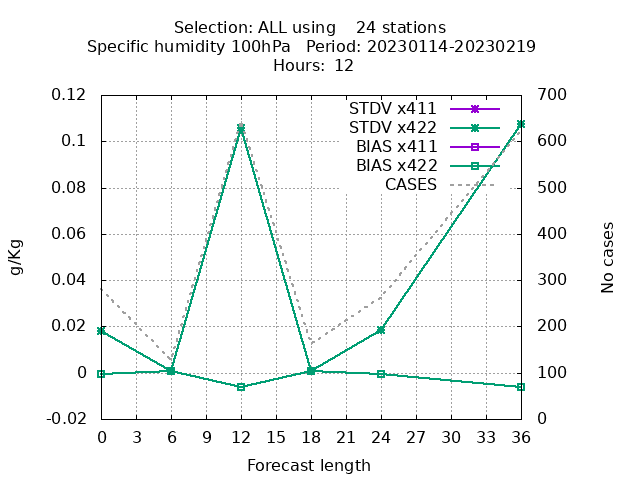 Selection: ALL using    24 stations
Specific humidity 100hPa   Period: 20230114-20230219
Hours: 12
STDV x411
STDV x422
BIAS x411
BIAS x422
CASES
0.12
0.1
0.08
0.06
0.04
0.02
0
-0.02
700
600
500
400
300
200
100
0
g/Kg
No cases
0 3 6 9 12 15 18 21 24 27 30 33 36
Forecast length